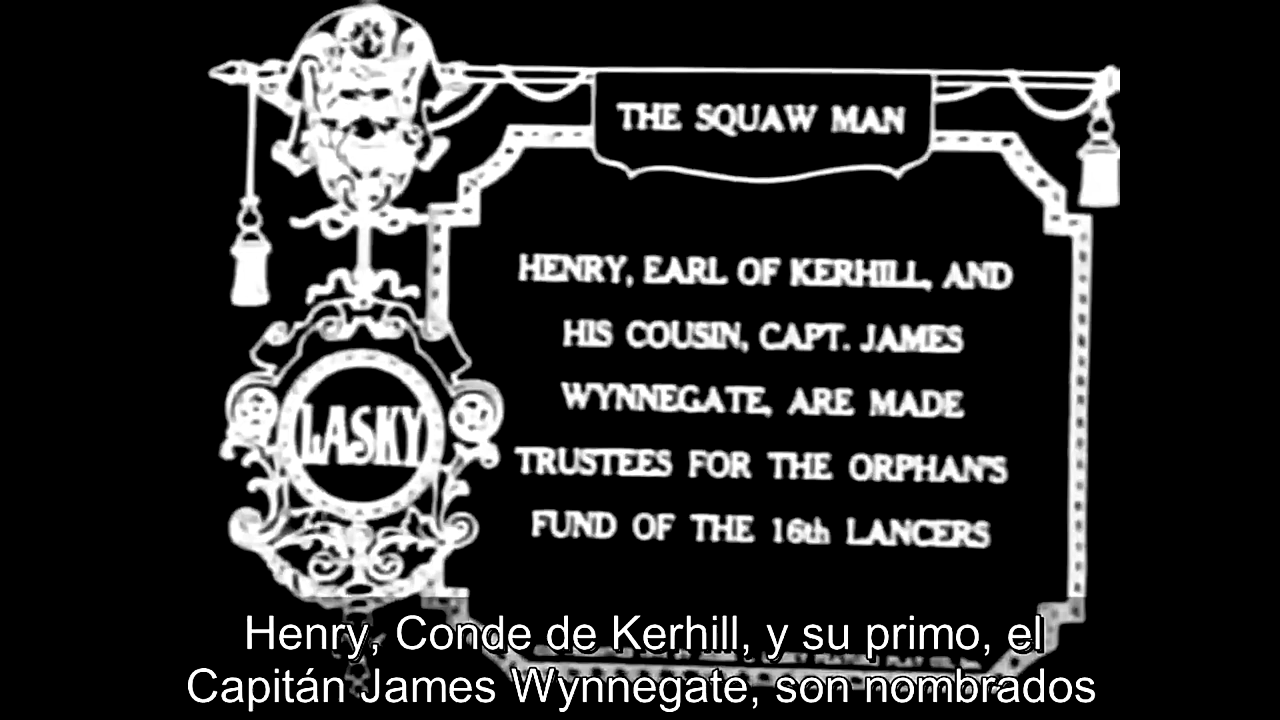 THE SQUAW MAN
HENRY, EARL OF KERHILL, AND
HIS COUSIN, CAPT. JAMES
WYNNEGATE, ARE MADE
TRUSTEES FOR THE ORPHAN'S
FUND OF THE 16th LANCERS
LASKY
Henry, Conde de Kerhill, y su primo, el
Capitán James Wynnegate, son nombrados